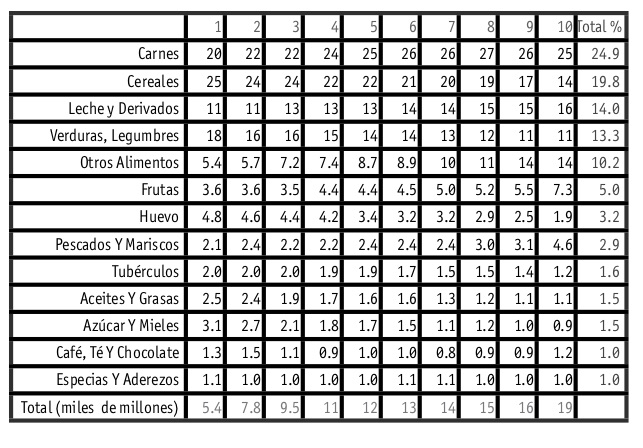 1 2 3 4 5 6 7 8 9 10 Total %
Carnes 20 22 22 24 25 26 26 27 26 25 24.9
Cereales 25 24 24 22 22 21 20 19 17 14 19.8
Leche y Derivados 11 11 13 13 13 14 14 15 15 16 14.0
Verduras, Legumbres 18 16 16 15 14 14 13 12 11 11 13.3
Otros Alimentos 5.4 5.7 7.2 7.4 8.7 8.9 10 11 14 14 10.2
Frutas 3.6 3.6 3.5 4.4 4.4 4.5 5.0 5.2 5.5 7.3 5.0
Huevo 4.8 4.6 4.4 4.2 3.4 3.2 3.2 2.9 2.5 1.9 3.2
Pescados Y Mariscos 2.1 2.4 2.2 2.2 2.4 2.4 2.4 3.0 3.1 4.6 2.9
Tubérculos 2.0 2.0 2.0 1.9 1.9 1.7 1.5 1.5 1.4 1.2 1.6
Aceites Y Grasas 2.5 2.4 1.9 1.7 1.6 1.6 1.3 1.2 1.1 1.1 1.5
Azúcar Y Mieles 3.1 2.7 2.1 1.8 1.7 1.5 1.1 1.2 1.0 0.9 1.5
Café, Té Y Chocolate 1.3 1.5 1.1 0.9 1.0 1.0 0.8 0.9 0.9 1.2 1.0
Especias Y Aderezos 1.1 1.0 1.0 1.0 1.0 1.1 1.1 1.0 1.0 1.0 1.0
Total (miles de millones) 5.4 7.8 9.5 11 12 13 14 15 16 19